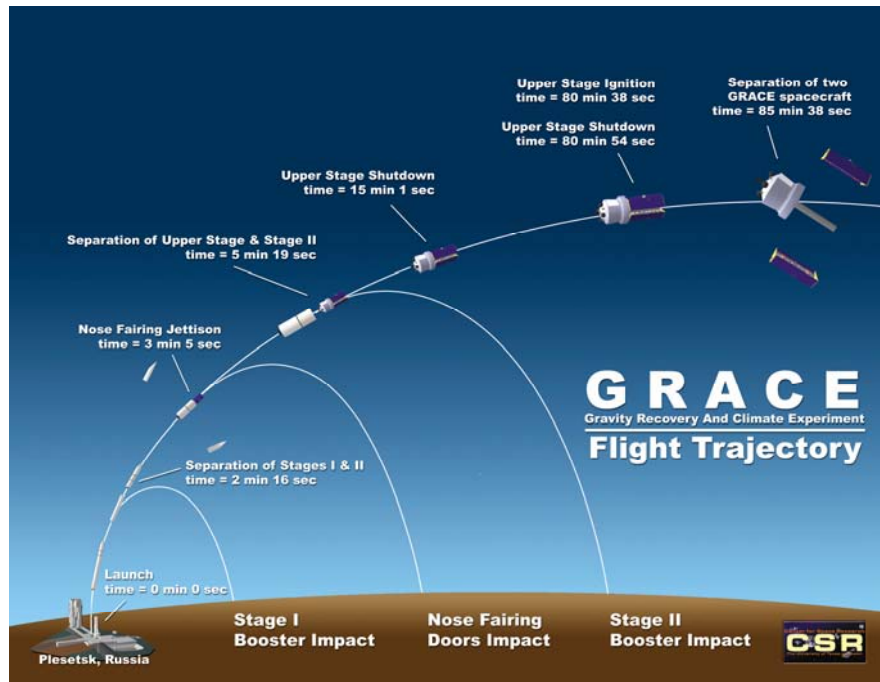 Upper Stage Ignition
time = 80 min 38 sec
Upper Stage Shutdown
time = 80 min 54 sec
Separation of two
GRACE spacecraft
time = 85 min 38 sec
Upper Stage Shutdown
time = 15 min 1 sec
Separation of Upper Stage & Stage II
time = 5 min 19 sec
Nose Fairing Jettison
time = 3 min 5 sec
GRACE
Gravity Recovery And Climate Experiment
Flight Trajectory
Separation of Stages I & II
time = 2 min 16 sec
Launch
time = 0 min 0 sec
Plesetsk, Russia
Stage I
Booster Impact
Nose Fairing
Doors Impact
Stage II
Booster Impact
CSR